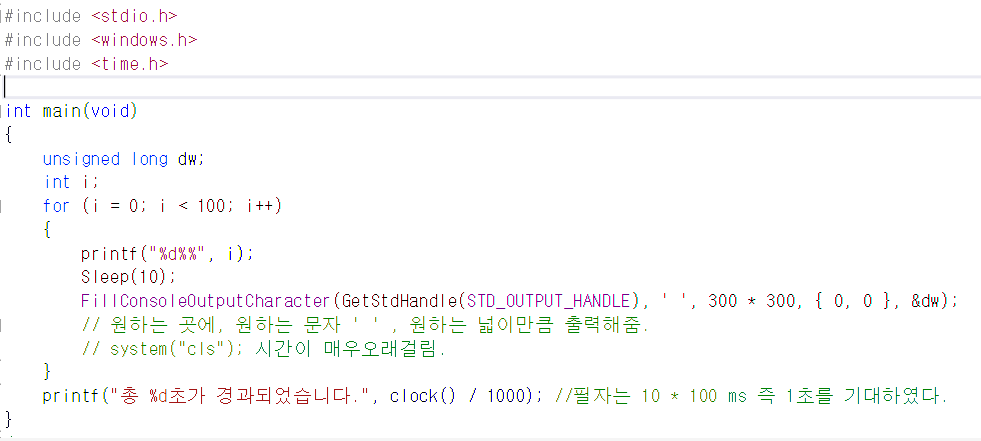 #include <stdio.h>
#include <windows.h>
#include <time.h>
int main(void)
{
unsigned long dw;
int i;
for (i = 0; i < 100; i++)
{
printf("%d%%", i);
Sleep(10);
FillConsoleOutputCharacter(GetStdHandle(STD_OUTPUT_HANDLE), ' ', 300 * 300, { 0, 0 }, &dw);
// 원하는 곳에, 원하는 문자 ' ' , 원하는 넓이만큼 출력해줌.
// system("cls"); 시간이 매우오래걸림.
}
printf("총 %d초가 경과되었습니다.", clock() / 1000); //필자는 10 * 100 ms 즉 1초를 기대하였다.
}